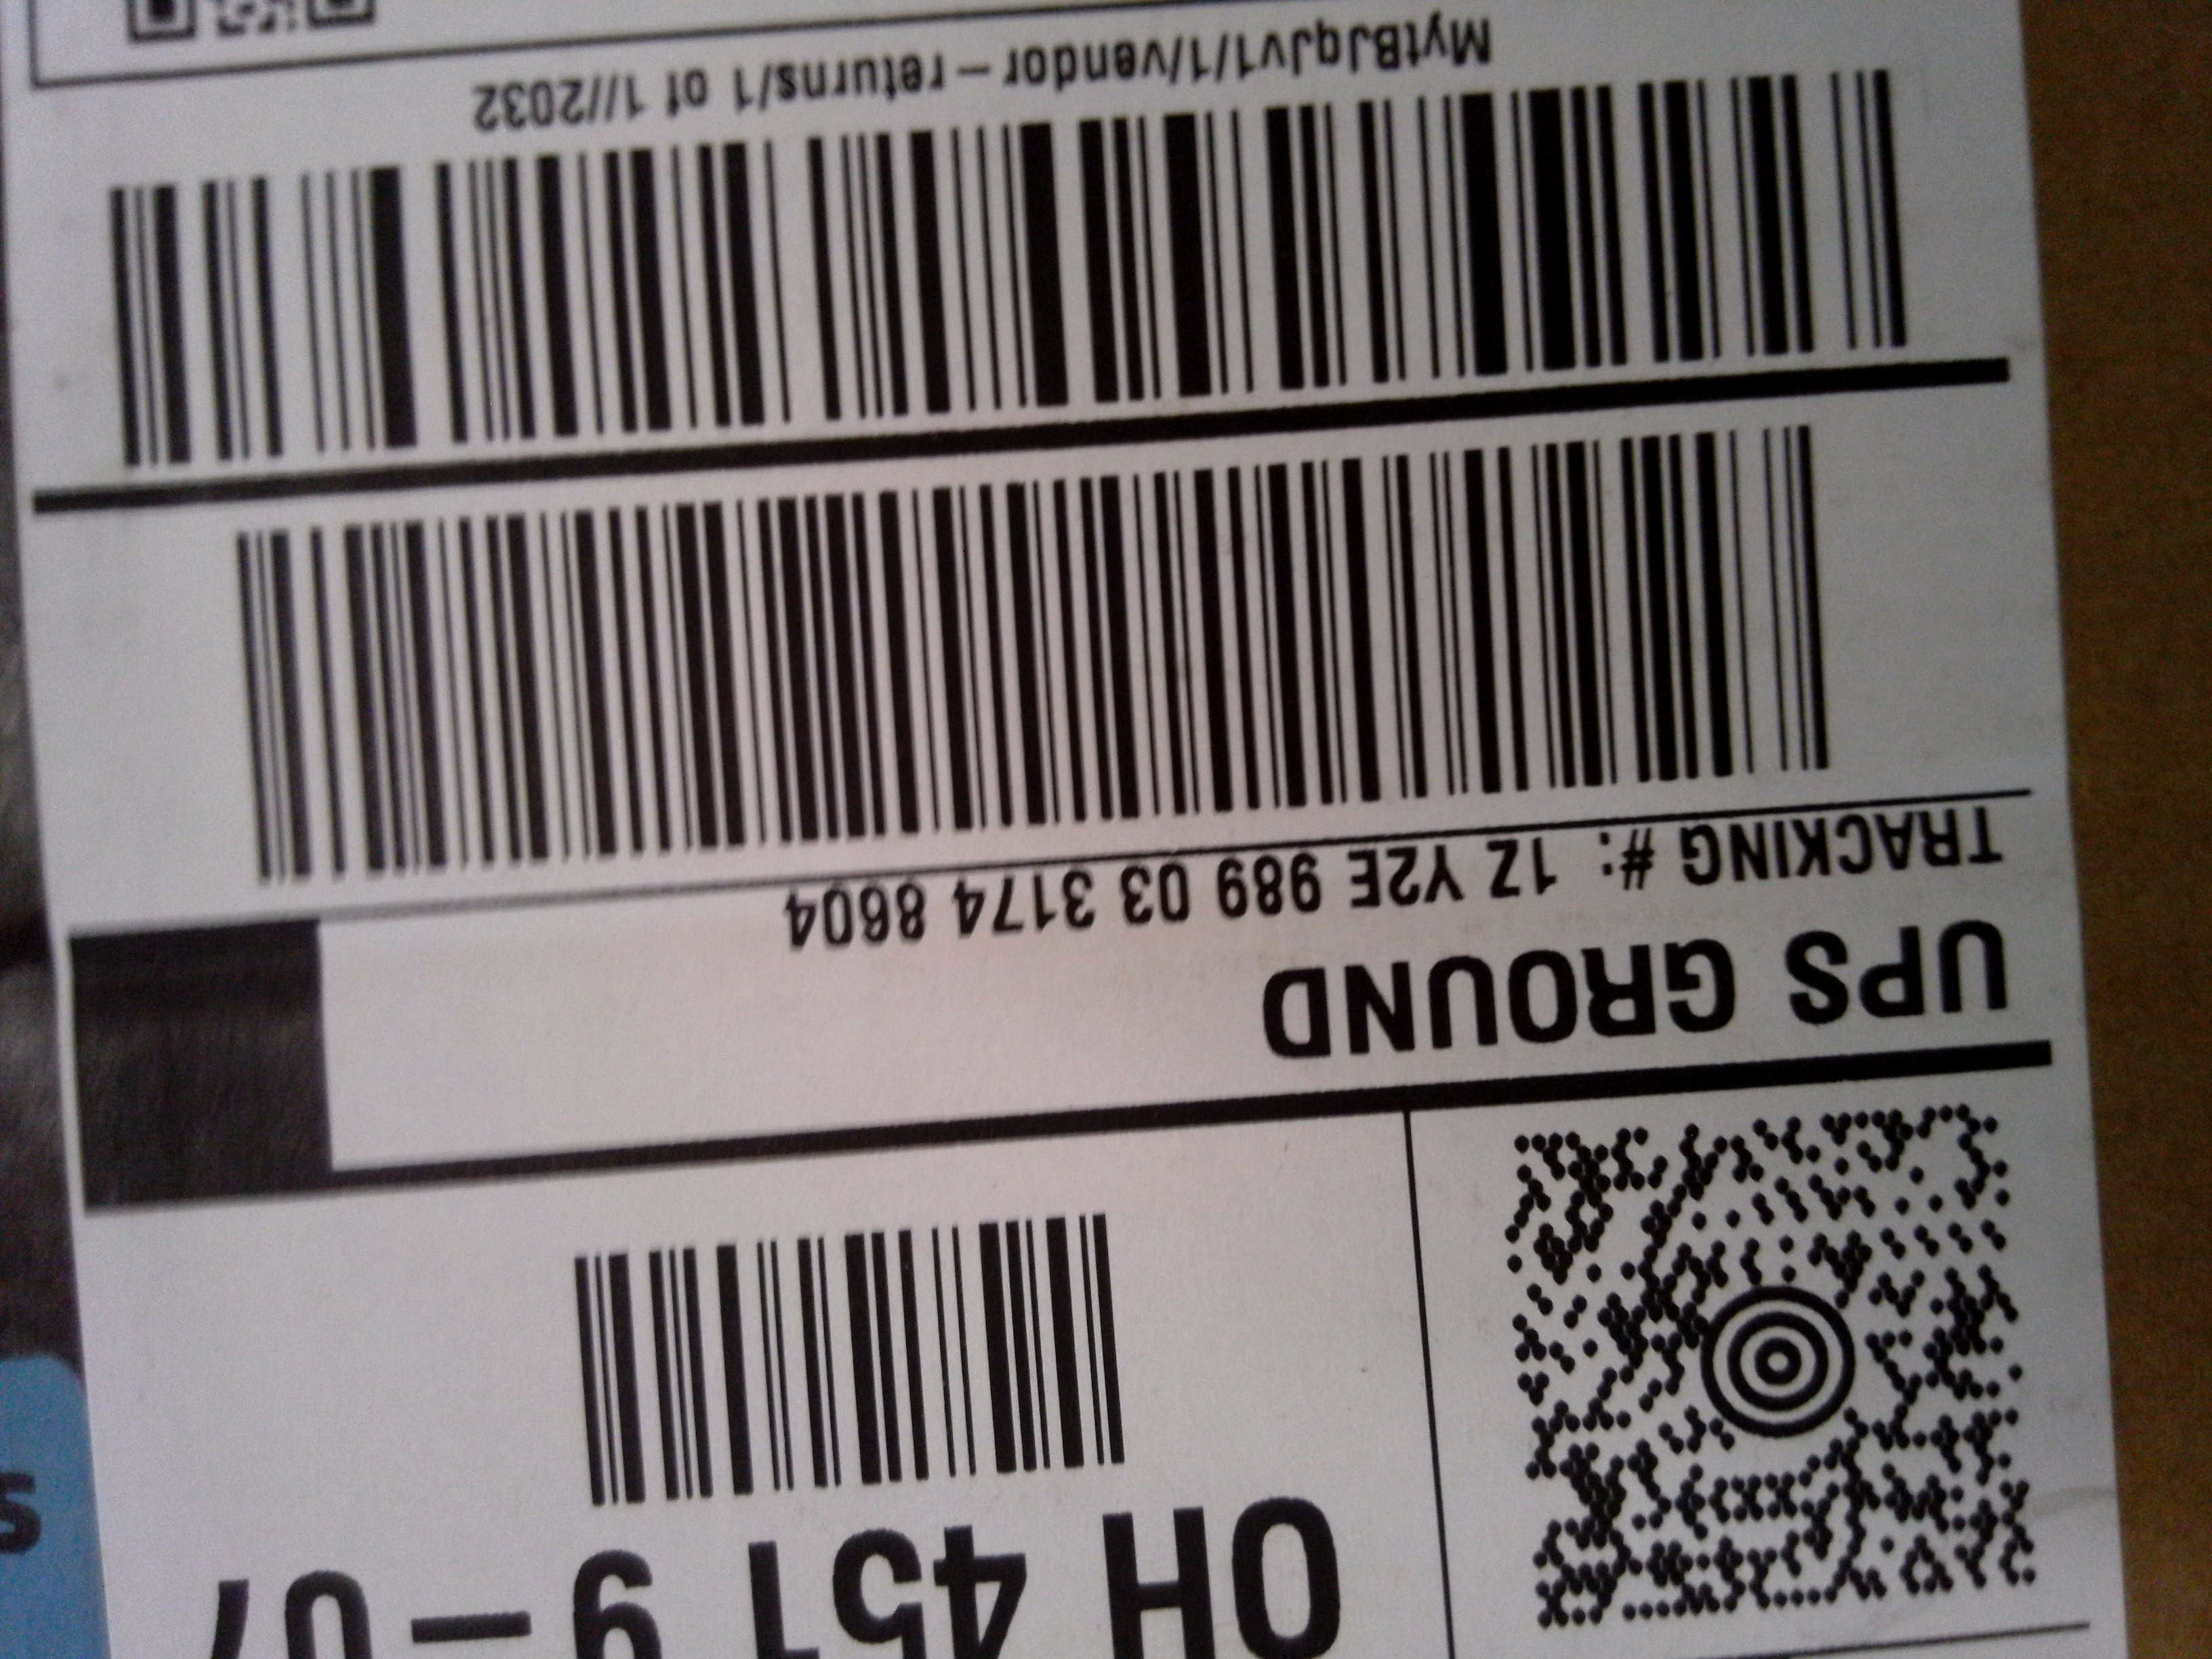 OH 451 9 – 07
UPS GROUND
TRACKING #: 1Z Y2E 989 03 3174 8604
MytBJqJv1/1/vendor – returns/1 of 1//2032
s